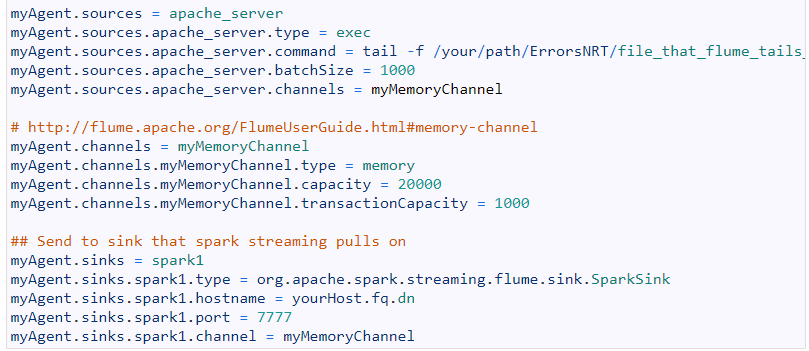 myAgent.sources = apache_server
myAgent.sources.apache_server.type = exec
myAgent.sources.apache_server.command = tail -f /your/path/ErrorsNRT/file_that_flume_tails_
myAgent.sources.apache_server.batchSize = 1000
myAgent.sources.apache_server.channels = myMemoryChannel
# http://flume.apache.org/FlumeUserGuide.html#memory-channel
myAgent.channels = myMemoryChannel
myAgent.channels.myMemoryChannel.type = memory
myAgent.channels.myMemoryChannel.capacity = 20000
myAgent.channels.myMemoryChannel.transactionCapacity = 1000
## Send to sink that spark streaming pulls on
myAgent.sinks = spark1
myAgent.sinks.spark1.type = org.apache.spark.streaming.flume.sink.SparkSink
myAgent.sinks.spark1.hostname = yourHost.fq.dn
myAgent.sinks.spark1.port = 7777
myAgent.sinks.spark1.channel = myMemoryChannel